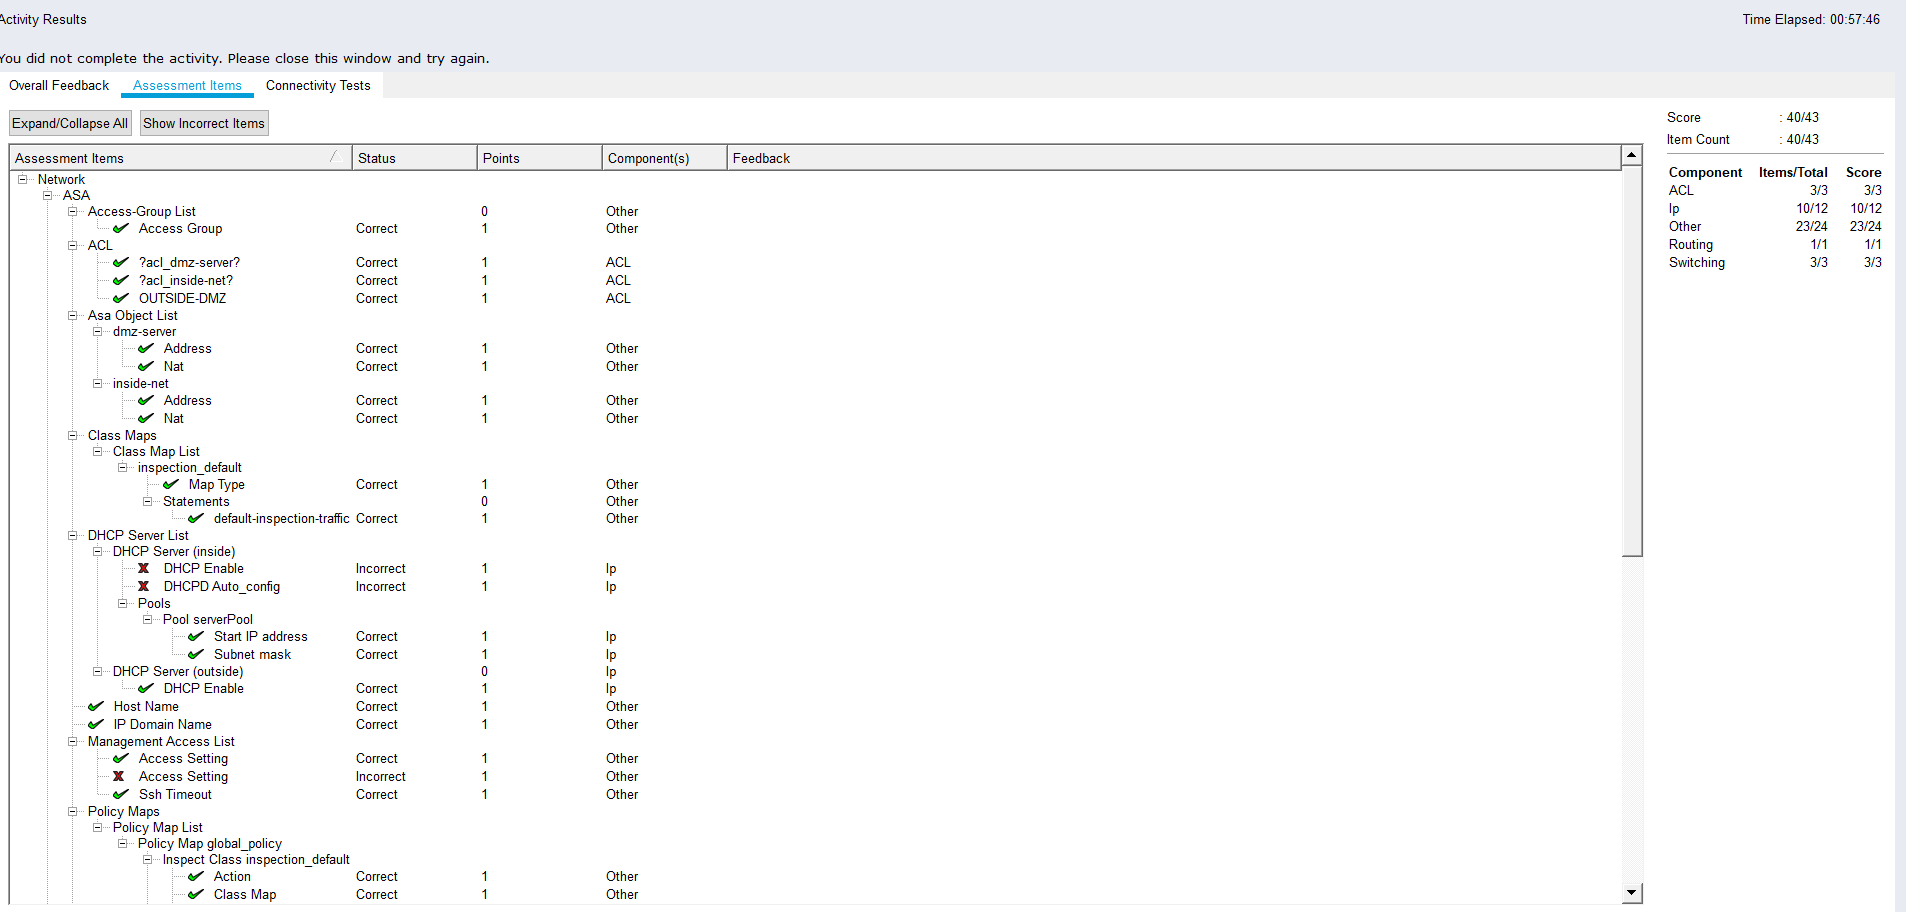 Activity Results
Time Elapsed: 00:57:46
You did not complete the activity. Please close this window and try again.
Overall Feedback Assessment Items Connectivity Tests
Expand/Collapse All Show Incorrect Items
Assessment Items Status Points Component(s) Feedback
Network
ASA
Access-Group List 0 Other
Access Group Correct 1 Other
ACL
?acl_dmz-server? Correct 1 ACL
?acl_inside-net? Correct 1 ACL
OUTSIDE-DMZ Correct 1 ACL
Asa Object List
dmz-server
Address Correct 1 Other
Nat Correct 1 Other
inside-net
Address Correct 1 Other
Nat Correct 1 Other
Class Maps
Class Map List
inspection_default
Map Type Correct 1 Other
Statements 0 Other
default-inspection-traffic Correct 1 Other
DHCP Server List
DHCP Server (inside)
DHCP Enable Incorrect 1 Ip
DHCPD Auto_config Incorrect 1 Ip
Pools
Pool serverPool
Start IP address Correct 1 Ip
Subnet mask Correct 1 Ip
DHCP Server (outside) 0 Ip
DHCP Enable Correct 1 Ip
Host Name Correct 1 Other
IP Domain Name Correct 1 Other
Management Access List
Access Setting Correct 1 Other
Access Setting Incorrect 1 Other
Ssh Timeout Correct 1 Other
Policy Maps
Policy Map List
Policy Map global_policy
Inspect Class inspection_default
Action Correct 1 Other
Class Map Correct 1 Other
Score : 40/43
Item Count : 40/43
Component Items/Total Score
ACL 3/3 3/3
Ip 10/12 10/12
Other 23/24 23/24
Routing 1/1 1/1
Switching 3/3 3/3